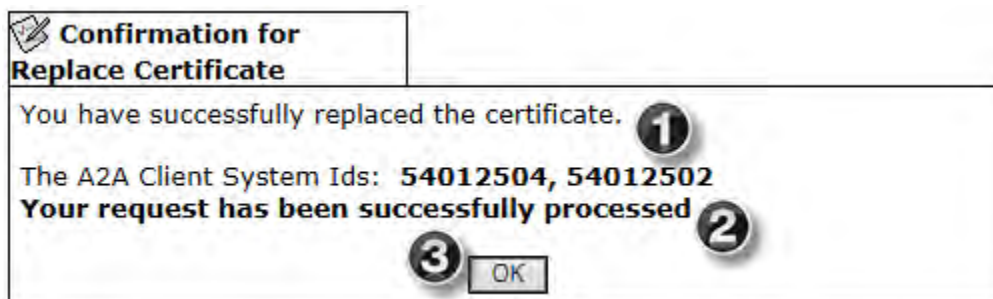 Confirmation for
Replace Certificate
You have successfully replaced the certificate. 1
The A2A Client System Ids: 54012504, 54012502
Your request has been successfully processed 2
3 OK